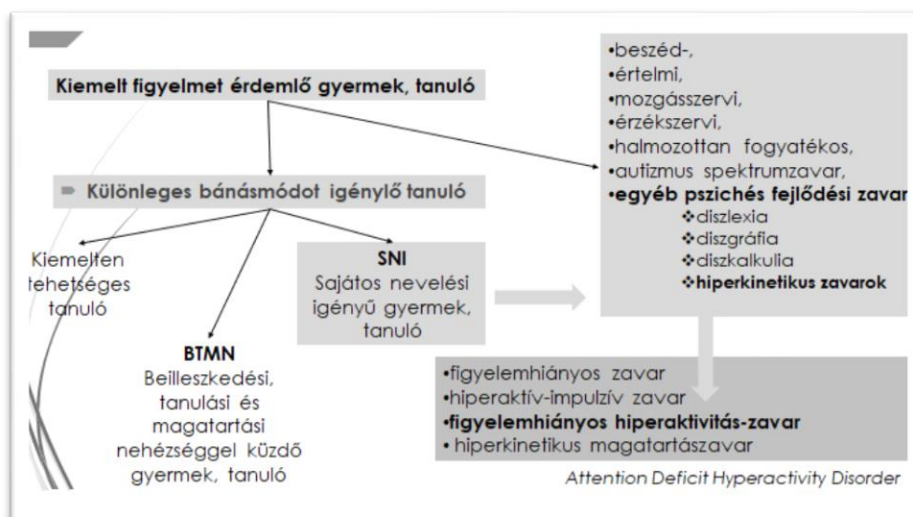 Kiemelt figyelmet érdemlő gyermek, tanuló
Különleges bánásmódot igénylő tanuló
Kiemelten
tehetséges
tanuló
BTMN
Beilleszkedési,
tanulási és
magatartási
nehézséggel küzdő
gyermek, tanuló
SNI
Sajátos nevelési
igényű gyermek,
tanuló
•beszéd-,
•értelmi,
•mozgásszervi,
•érzékszervi,
•halmozottan fogyatékos,
•autizmus spektrumzavar,
•egyéb pszichés fejlődési zavar
❖diszlexia
❖diszgráfia
❖diszkalkulia
❖hiperkinetikus zavarok
•figyelemhiányos zavar
•hiperaktív-impulzív zavar
•figyelemhiányos hiperaktivitás-zavar
• hiperkinetikus magatartászavar
Attention Deficit Hyperactivity Disorder